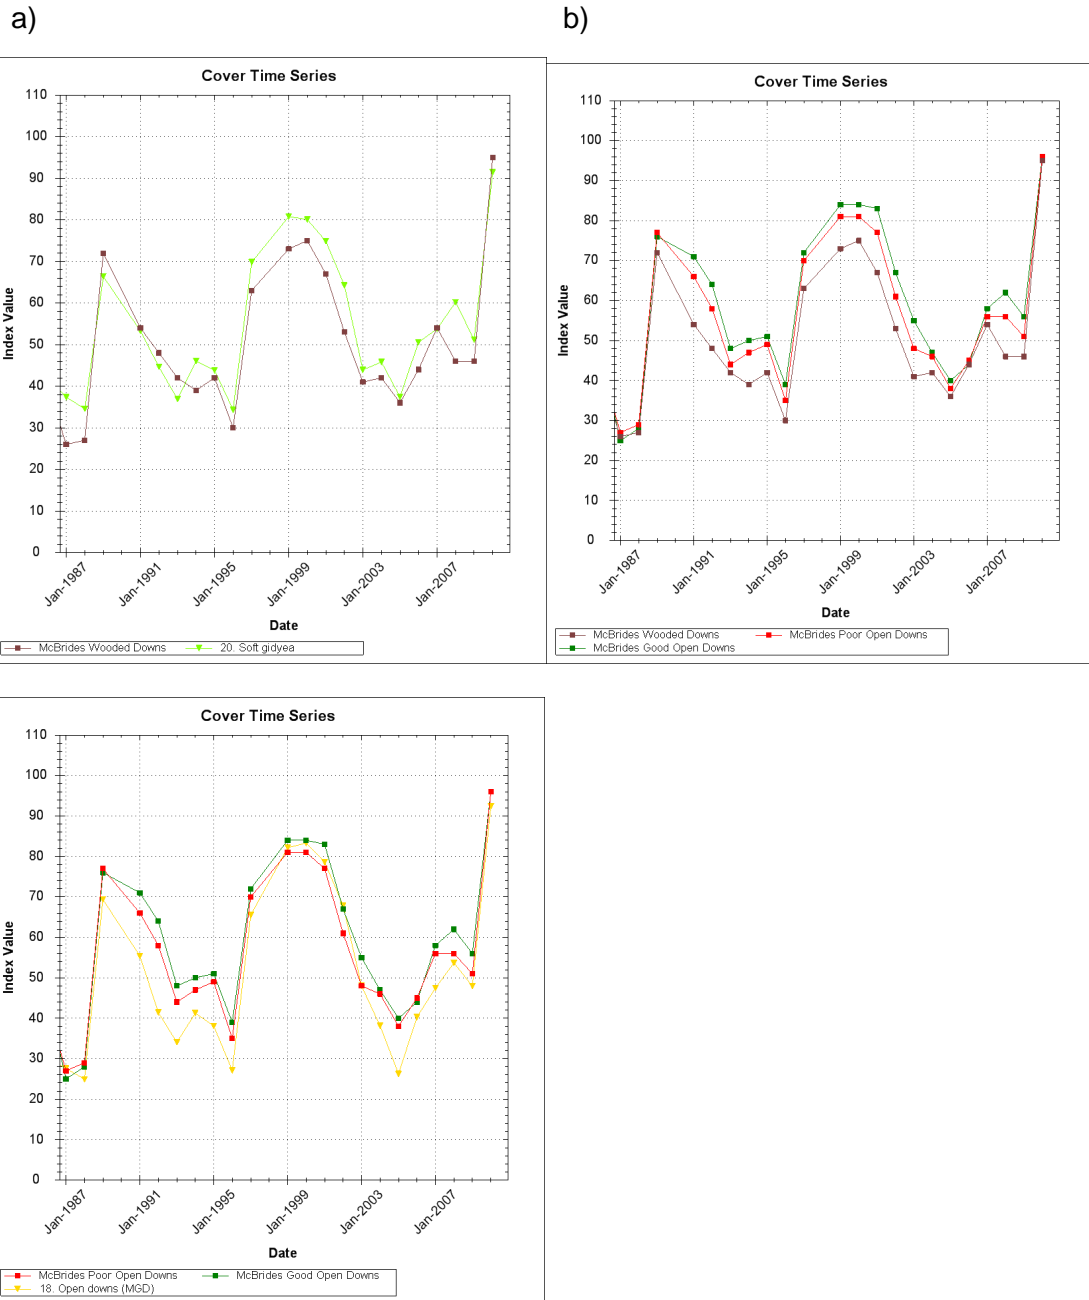 a)
b)
Cover Time Series
110
100
90
80
70
60
50
40
30
20
10
0
Index Value
Jan-1987
Jan-1991
Jan-1995
Jan-1999
Jan-2003
Jan-2007
Date
McBrides Wooded Downs
20. Soft gidyea
Cover Time Series
110
100
90
80
70
60
50
40
30
20
10
0
Index Value
Jan-1987
Jan-1991
Jan-1995
Jan-1999
Jan-2003
Jan-2007
Date
McBrides Wooded Downs
McBrides Poor Open Downs
McBrides Good Open Downs
Cover Time Series
110
100
90
80
70
60
50
40
30
20
10
0
Index Value
Jan-1987
Jan-1991
Jan-1995
Jan-1999
Jan-2003
Jan-2007
Date
McBrides Poor Open Downs
McBrides Good Open Downs
18. Open downs (MGD)